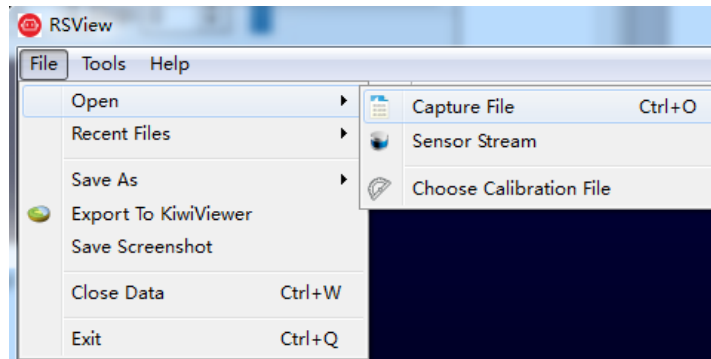 RSView
File Tools Help
Open
Capture File Ctrl+O
Recent Files
Sensor Stream
Save As
Choose Calibration File
Export To KiwiViewer
Save Screenshot
Close Data Ctrl+W
Exit Ctrl+Q